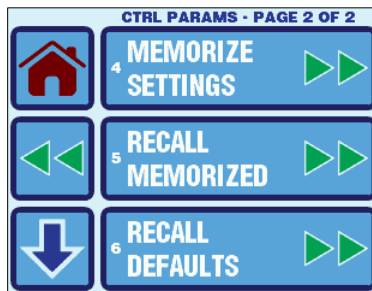 CTRL PARAMS - PAGE 2 OF 2
4 MEMORIZE
SETTINGS
5 RECALL
MEMORIZED
6 RECALL
DEFAULTS